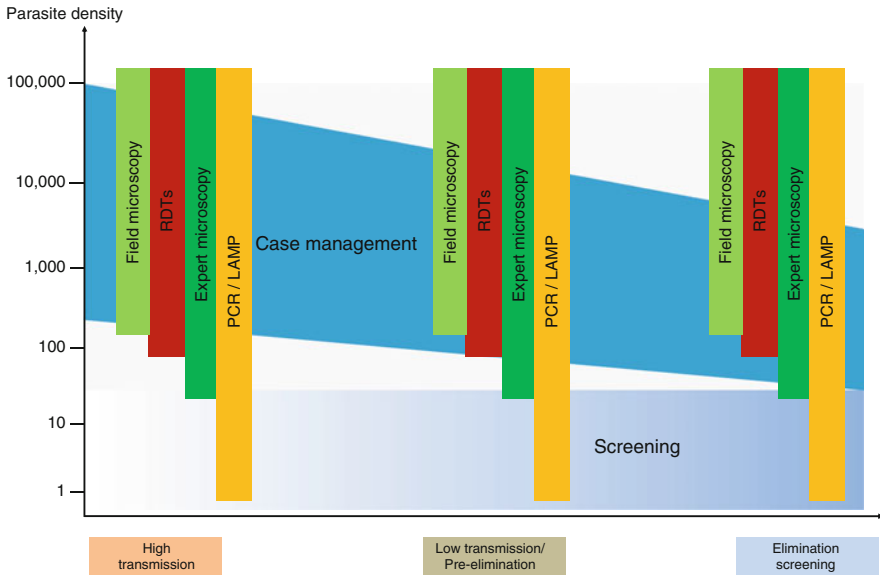 Parasite density
100,000
10,000
1,000
100
10
1
Field microscopy
RDTs
Expert microscopy
PCR / LAMP
Case management
Field microscopy
RDTs
Expert microscopy
PCR / LAMP
Field microscopy
RDTs
Expert microscopy
PCR / LAMP
Screening
High
transmission
Low transmission/
Pre-elimination
Elimination
screening